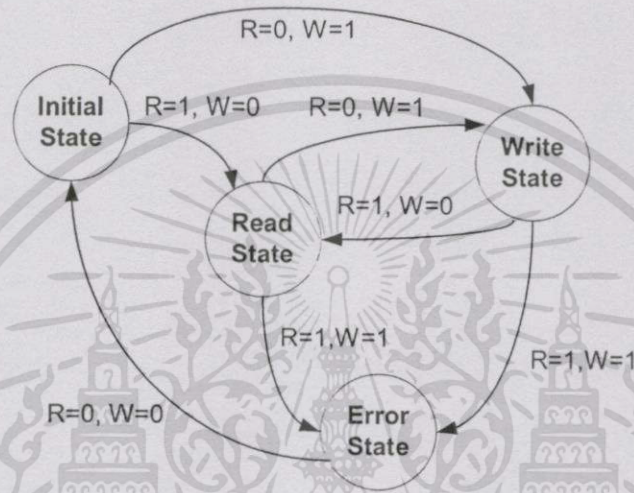 R=0, W=1
Initial
State
R=1, W=0
R=0, W=1
Write
State
Read
State
R=1, W=0
R=1,W=1
R=1,W=1
R=0, W=0
Error
State